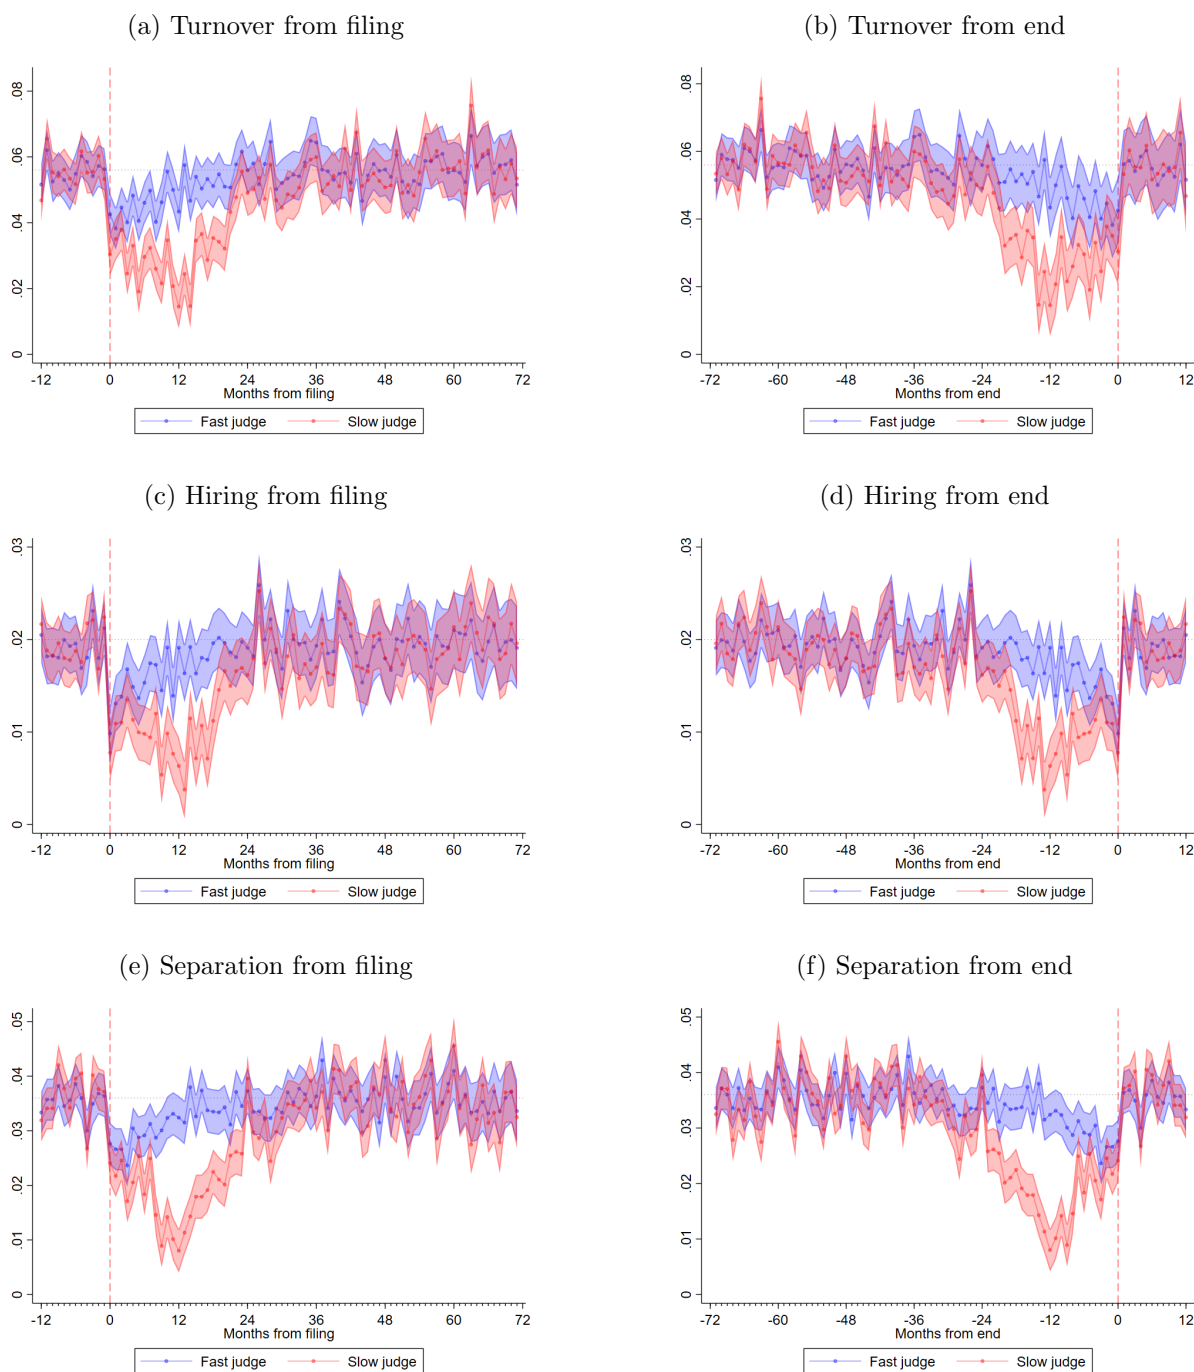 (a) Turnover from filing
(b) Turnover from end
.08
.06
.04
.02
0
-12 0 12 24 36 48 60 72
Months from filing
Fast judge Slow judge
.08
.06
.04
.02
0
-72 -60 -48 -36 -24 -12 0 12
Months from end
Fast judge Slow judge
(c) Hiring from filing
(d) Hiring from end
.03
.02
.01
0
-12 0 12 24 36 48 60 72
Months from filing
Fast judge Slow judge
.03
.02
.01
0
-72 -60 -48 -36 -24 -12 0 12
Months from end
Fast judge Slow judge
(e) Separation from filing
(f) Separation from end
.05
.04
.03
.02
.01
0
-12 0 12 24 36 48 60 72
Months from filing
Fast judge Slow judge
.05
.04
.03
.02
.01
0
-72 -60 -48 -36 -24 -12 0 12
Months from end
Fast judge Slow judge